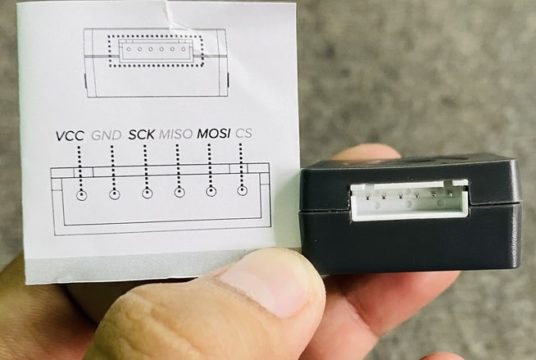 VCC GND SCK MISO MOSI CS